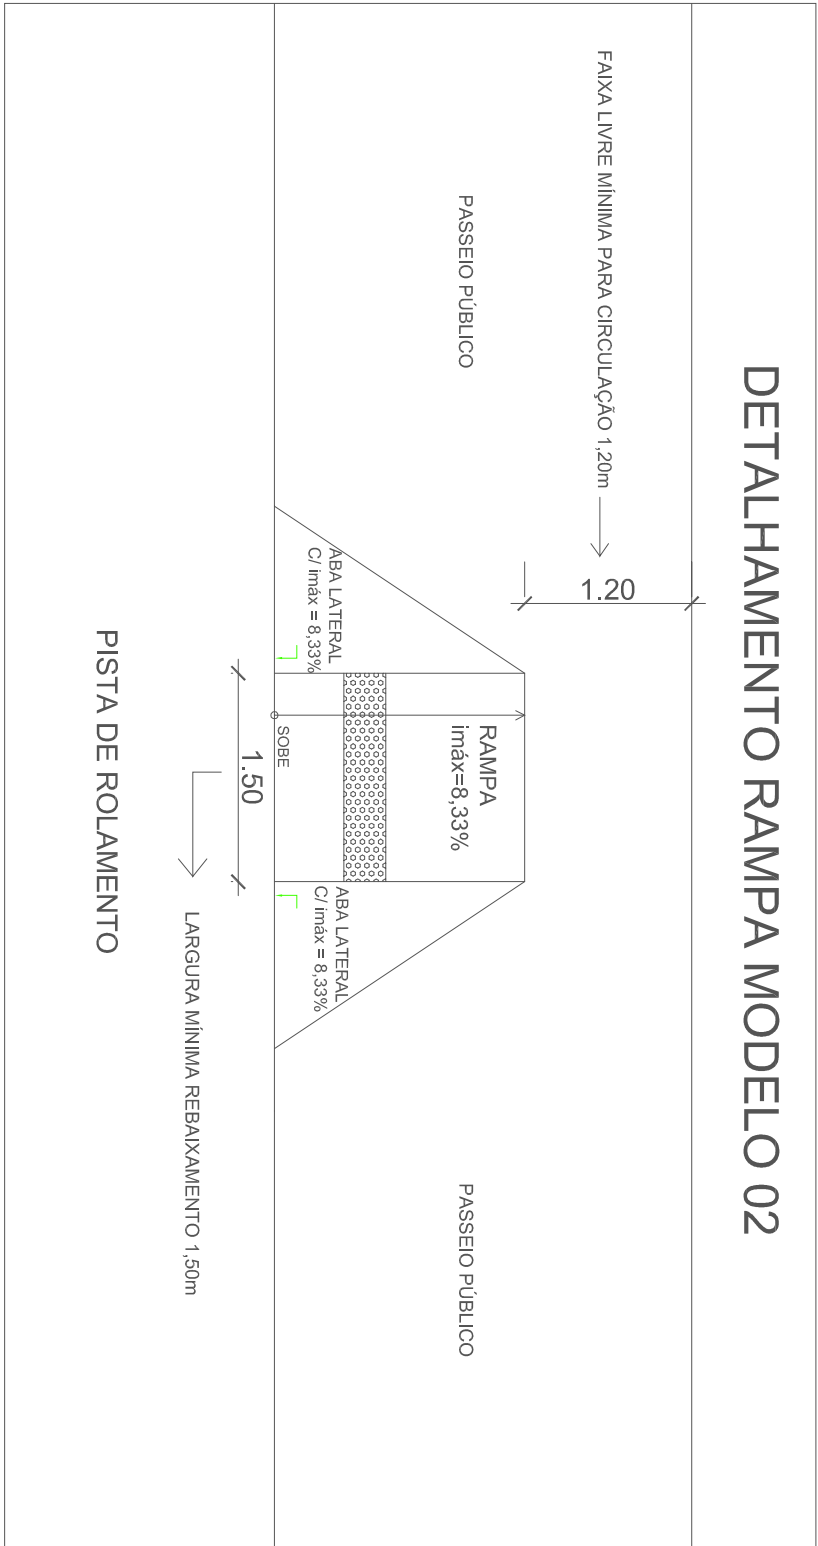 DETALHAMENTO RAMPA MODELO 02
FAIXA LIVRE MÍNIMA PARA CIRCULAÇÃO 1,20m
1.20
PASSEIO PÚBLICO
PASSEIO PÚBLICO
RAMPA
imáx=8,33%
ABA LATERAL
C/ imáx = 8,33%
ABA LATERAL
C/ imáx = 8,33%
SOBE
1.50
LARGURA MÍNIMA REBAIXAMENTO 1,50m
PISTA DE ROLAMENTO